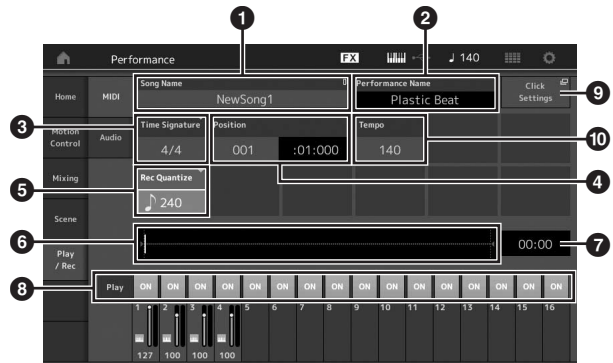 1 2
Performance FX 140
Home MIDI Song Name Performance Name Click Settings 9
NewSong1 Plastic Beat
3 Motion Control Audio Time Signature Position Tempo 10
4/4 001 :01:000 140
5 Mixing Rec Quantize 4
240
Scene
6 Play / Rec 00:00 7
8 Play ON ON ON ON ON ON ON ON ON ON ON ON ON ON ON ON
1 2 3 4 5 6 7 8 9 10 11 12 13 14 15 16
127 100 100 100